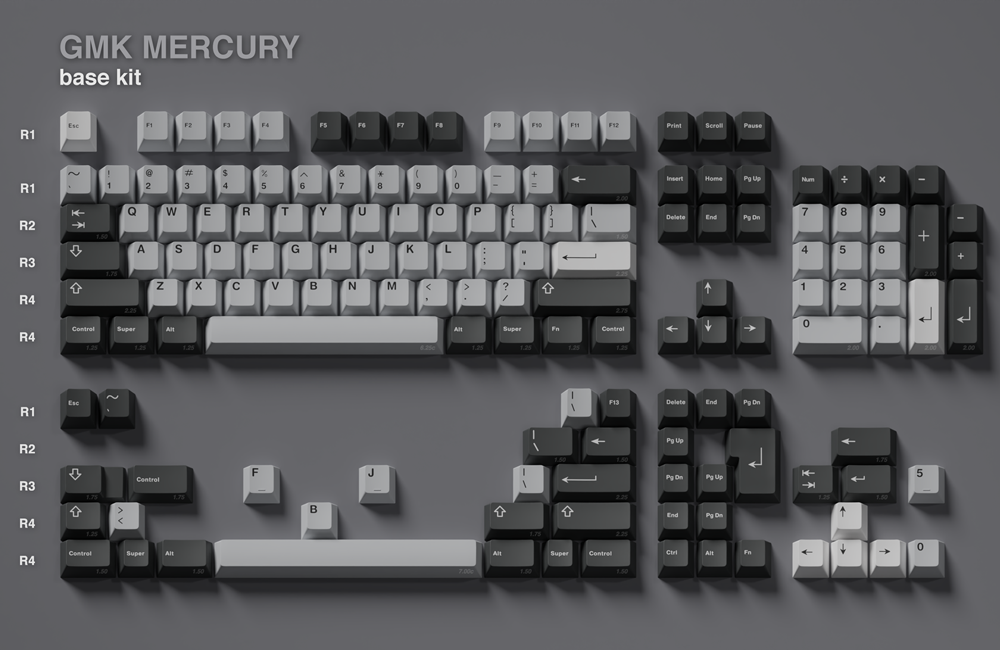 GMK MERCURY
base kit
R1 Esc F1 F2 F3 F4 F5 F6 F7 F8 F9 F10 F11 F12 Print Scroll Pause
R1 ~ ! 1 @ 2 # 3 $ 4 % 5 ^ 6 & 7 * 8 ( 9 ) 0 — - + = ← Insert Home Pg Up Num ÷ × −
R2 Q W E R T Y U I O P { [ } ] | \ Delete End Pg Dn 7 8 9 + −
R3 A S D F G H J K L : ; " ' 4 5 6 +
R4 Z X C V B N M < , > . ? / ↑ 1 2 3
R4 Control Super Alt Alt Super Fn Control ← ↓ → 0 .
R1 Esc ~ | \ F13 Delete End Pg Dn
R2 | \ ← Pg Up ←
R3 Control F _ J _ | \ Pg Dn Pg Up 5 _
R4 > < B End Pg Dn ↑
R4 Control Super Alt Alt Super Control Ctrl Alt Fn ← ↓ → 0